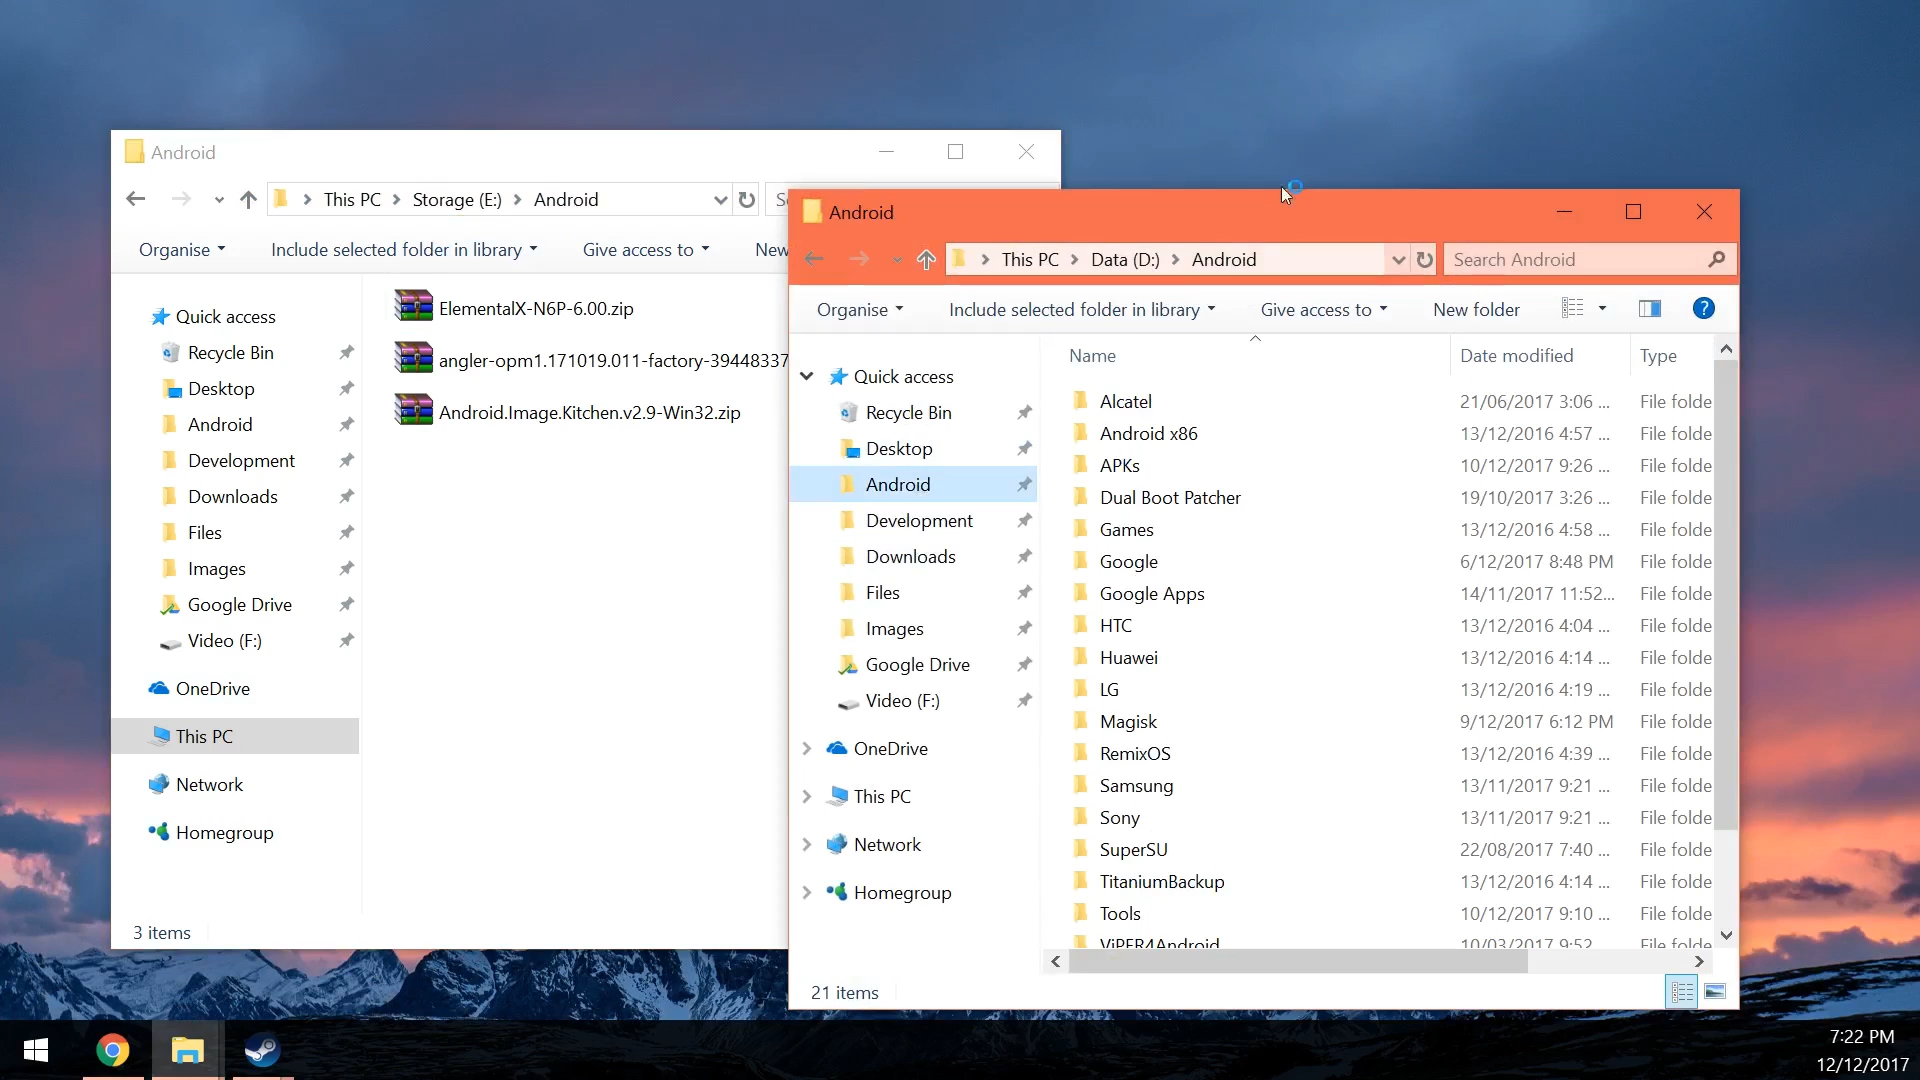 Android
This PC
Storage (E:)
Android
Organise
Include selected folder in library
Give access to
New
Quick access
Recycle Bin
Desktop
Android
Development
Downloads
Files
Images
Google Drive
Video (F:)
OneDrive
This PC
Network
Homegroup
ElementalX-N6P-6.00.zip
angler-opm1.171019.011-factory-39448337
Android.Image.Kitchen.v2.9-Win32.zip
3 items
Android
This PC
Data (D:)
Android
Search Android
Organise
Include selected folder in library
Give access to
New folder
Quick access
Recycle Bin
Desktop
Android
Development
Downloads
Files
Images
Google Drive
Video (F:)
OneDrive
This PC
Network
Homegroup
Name Date modified Type
Alcatel 21/06/2017 3:06 ... File folde
Android x86 13/12/2016 4:57 ... File folde
APKs 10/12/2017 9:26 ... File folde
Dual Boot Patcher 19/10/2017 3:26 ... File folde
Games 13/12/2016 4:58 ... File folde
Google 6/12/2017 8:48 PM File folde
Google Apps 14/11/2017 11:52... File folde
HTC 13/12/2016 4:04 ... File folde
Huawei 13/12/2016 4:14 ... File folde
LG 13/12/2016 4:19 ... File folde
Magisk 9/12/2017 6:12 PM File folde
RemixOS 13/12/2016 4:39 ... File folde
Samsung 13/11/2017 9:21 ... File folde
Sony 13/11/2017 9:21 ... File folde
SuperSU 22/08/2017 7:40 ... File folde
TitaniumBackup 13/12/2016 4:14 ... File folde
Tools 10/12/2017 9:10 ... File folde
ViPER4Android 10/03/2017 9:52 ... File folde
21 items
7:22 PM
12/12/2017